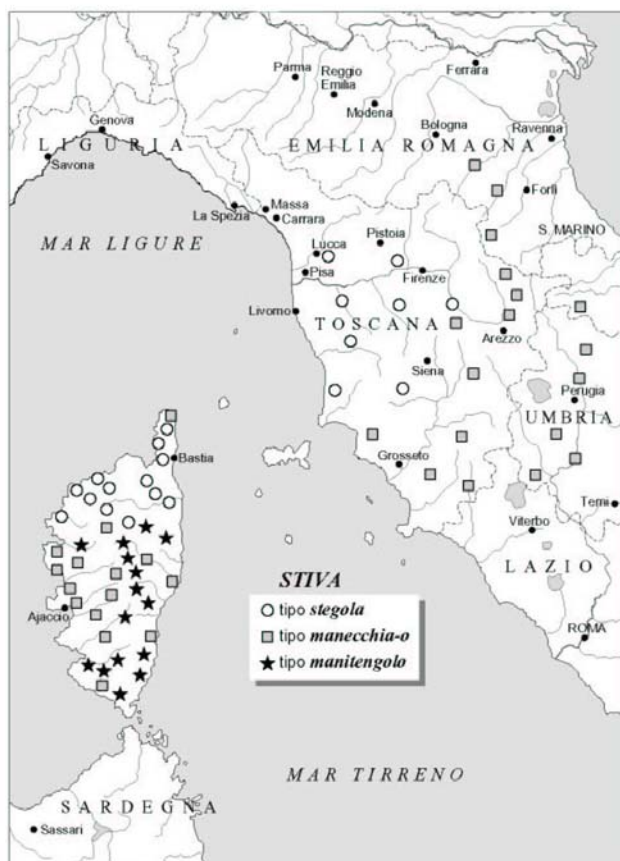 Parma
Reggio
Emilia
Ferrara
Modena
Genova
Bologna
Ravenna
LIGURIA
EMILIA ROMAGNA
Savona
Forlì
La Spezia
Massa
Carrara
S. MARINO
MAR LIGURE
Lucca
Pistoia
Pisa
Firenze
Livorno
TOSCANA
Arezzo
Siena
Perugia
UMBRIA
Bastia
Grosseto
Terni
Viterbo
LAZIO
STIVA
Ajaccio
tipo stegola
tipo manecchia-o
tipo manitengolo
ROMA
MAR TIRRENO
SARDEGNA
Sassari